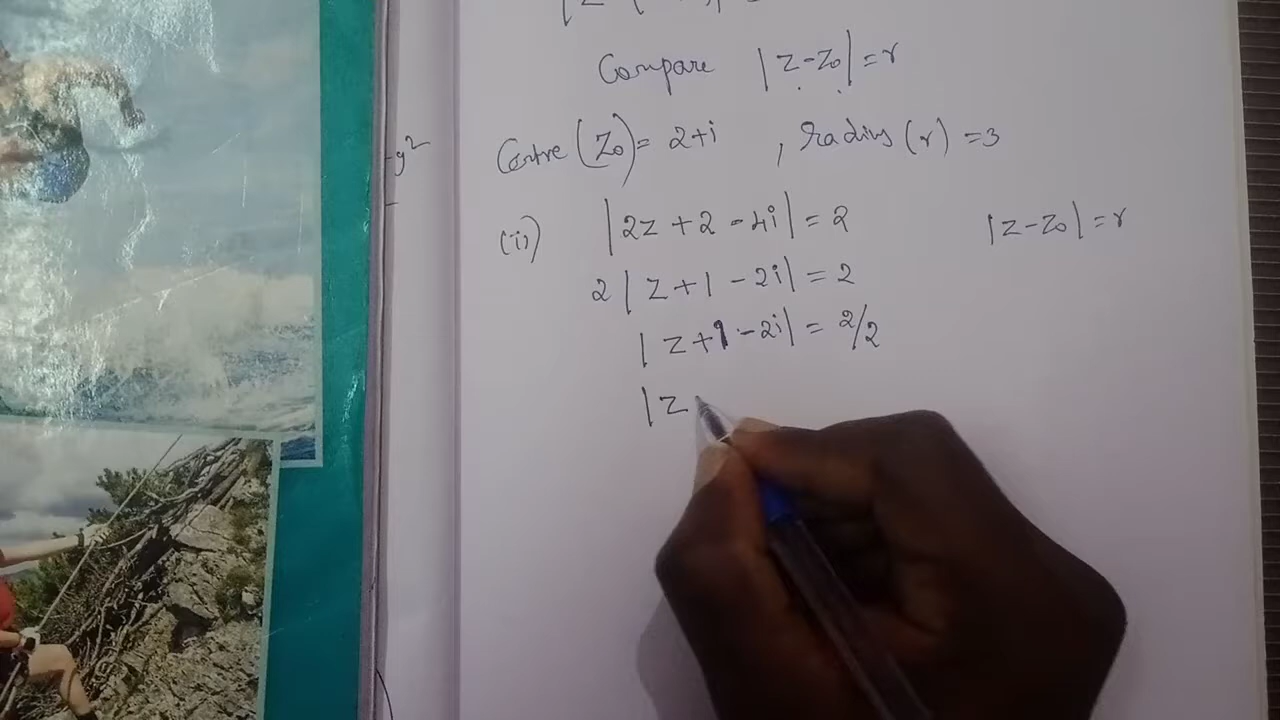 Compare |z-z₀| = r
Centre (z₀) = 2+i , radius (r) = 3
-y²
(ii) |2z+2-4i| = 2 |z-z₀| = r
2|z+1-2i| = 2
|z+1-2i| = 2/2
|z